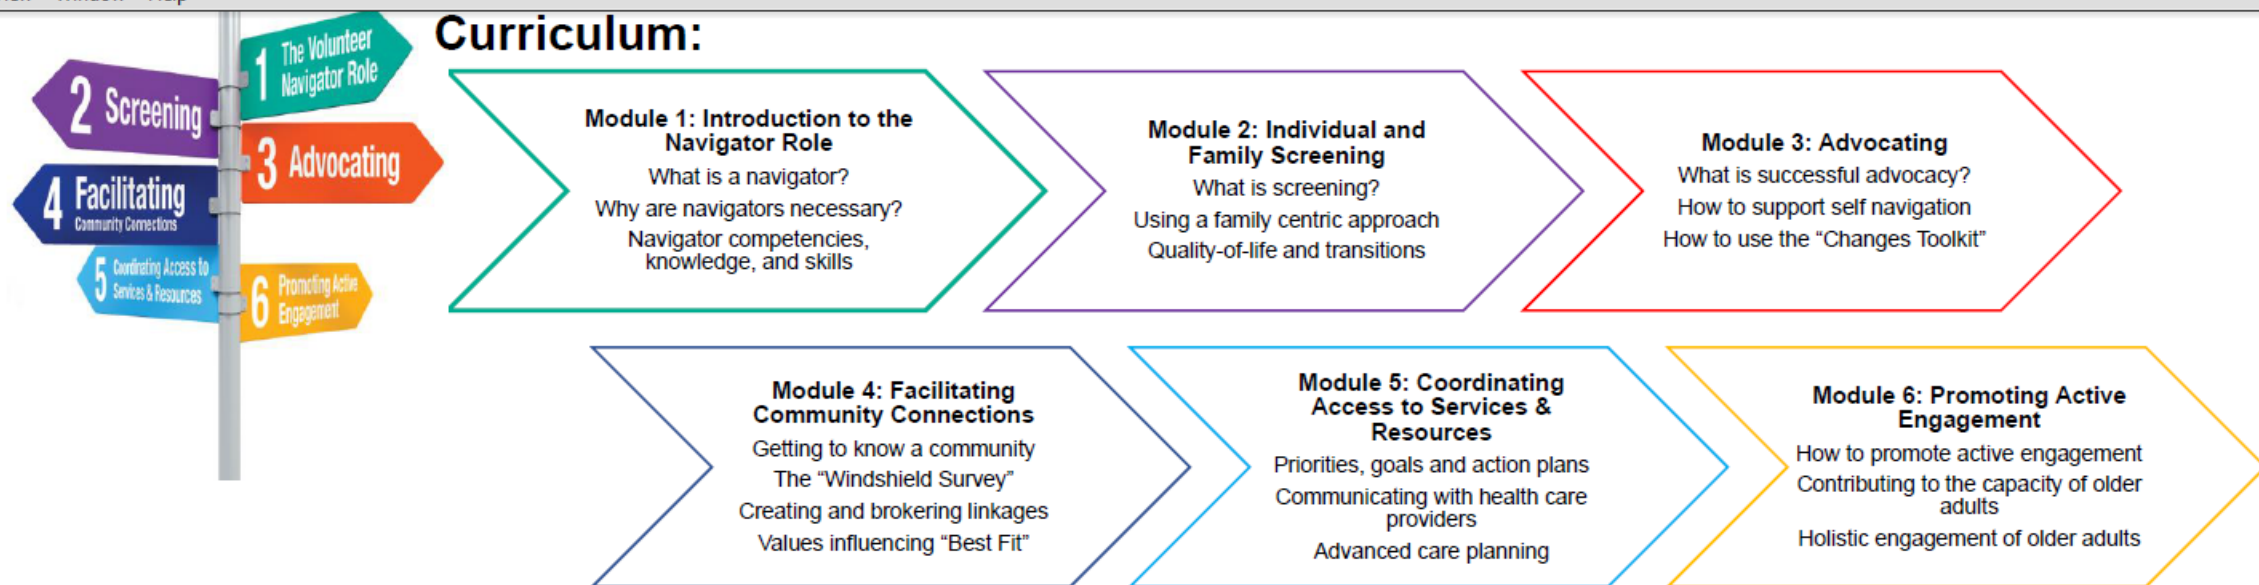 Curriculum:
1 The Volunteer
Navigator Role
2 Screening
3 Advocating
4 Facilitating
Community Connections
5 Coordinating Access to
Services & Resources
6 Promoting Active
Engagement
Module 1: Introduction to the
Navigator Role
What is a navigator?
Why are navigators necessary?
Navigator competencies,
knowledge, and skills
Module 2: Individual and
Family Screening
What is screening?
Using a family centric approach
Quality-of-life and transitions
Module 3: Advocating
What is successful advocacy?
How to support self navigation
How to use the “Changes Toolkit”
Module 4: Facilitating
Community Connections
Getting to know a community
The “Windshield Survey”
Creating and brokering linkages
Values influencing “Best Fit”
Module 5: Coordinating
Access to Services &
Resources
Priorities, goals and action plans
Communicating with health care
providers
Advanced care planning
Module 6: Promoting Active
Engagement
How to promote active engagement
Contributing to the capacity of older
adults
Holistic engagement of older adults